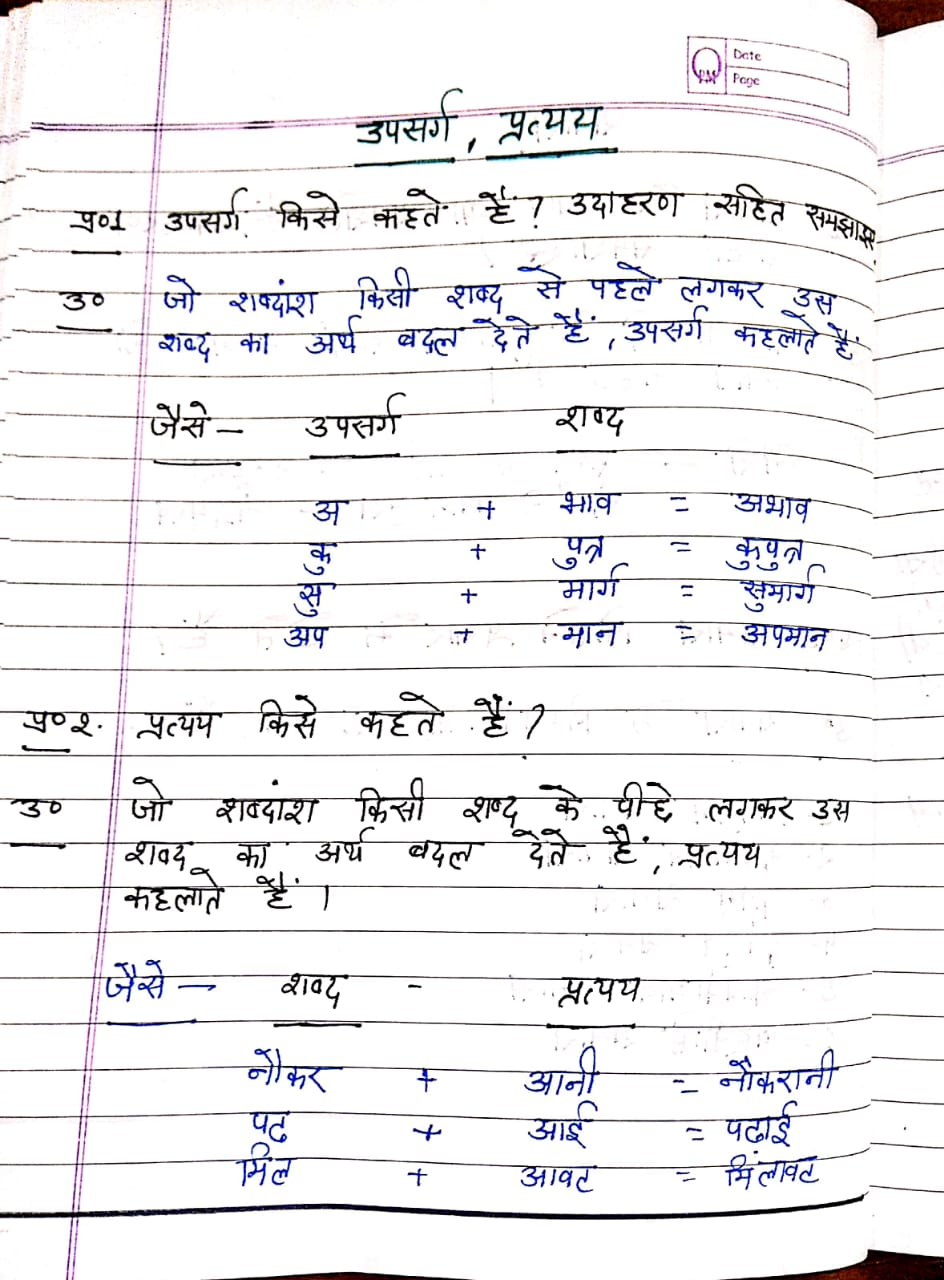 Date
Page
उपसर्ग, प्रत्यय
प्र०1 उपसर्ग किसे कहते हैं? उदाहरण सहित समझाइए
उ० जो शब्दांश किसी शब्द से पहले लगकर उस
शब्द का अर्थ बदल देते हैं, उपसर्ग कहलाते हैं
जैसे – उपसर्ग शब्द
अ + भाव = अभाव
कु + पुत्र = कुपुत्र
सु + मार्ग = सुमार्ग
अप + मान = अपमान
प्र०२. प्रत्यय किसे कहते हैं?
उ० जो शब्दांश किसी शब्द के पीछे लगकर उस
शब्द का अर्थ बदल देते हैं, प्रत्यय
कहलाते हैं।
जैसे – शब्द - प्रत्यय
नौकर + आनी = नौकरानी
पढ + आई = पढाई
मिल + आवट = मिलावट